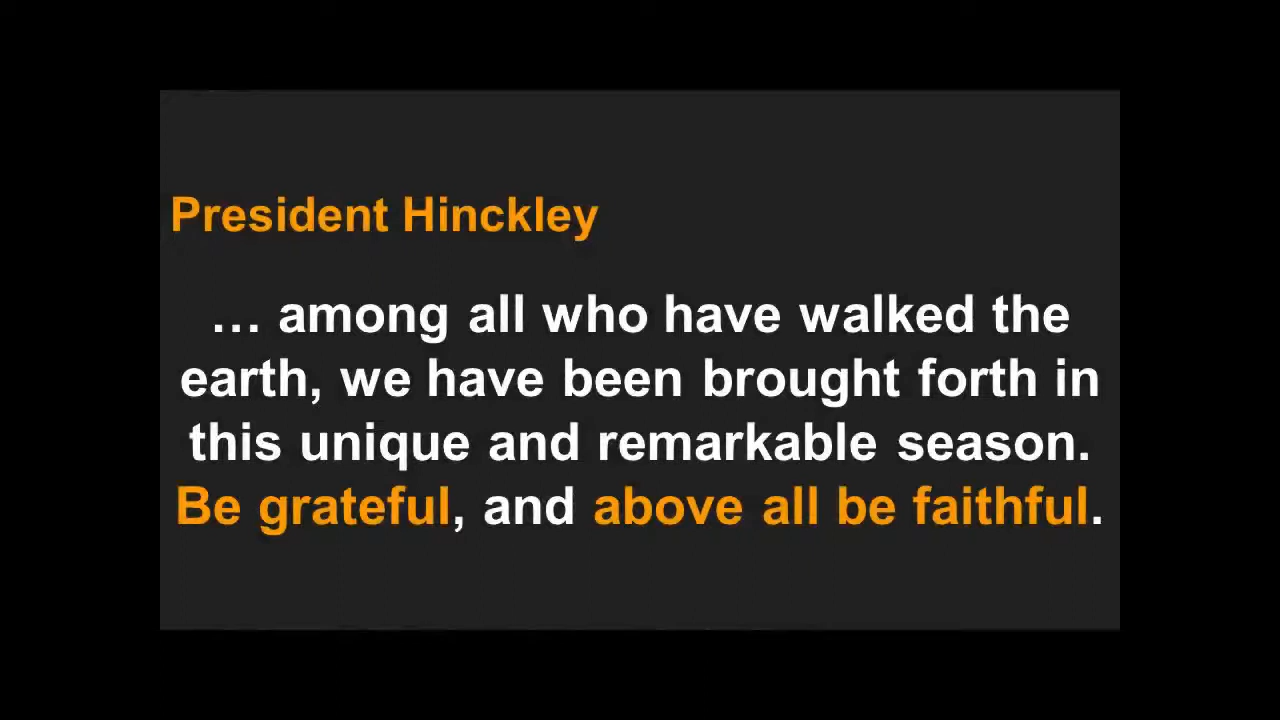 President Hinckley
… among all who have walked the
earth, we have been brought forth in
this unique and remarkable season.
Be grateful, and above all be faithful.